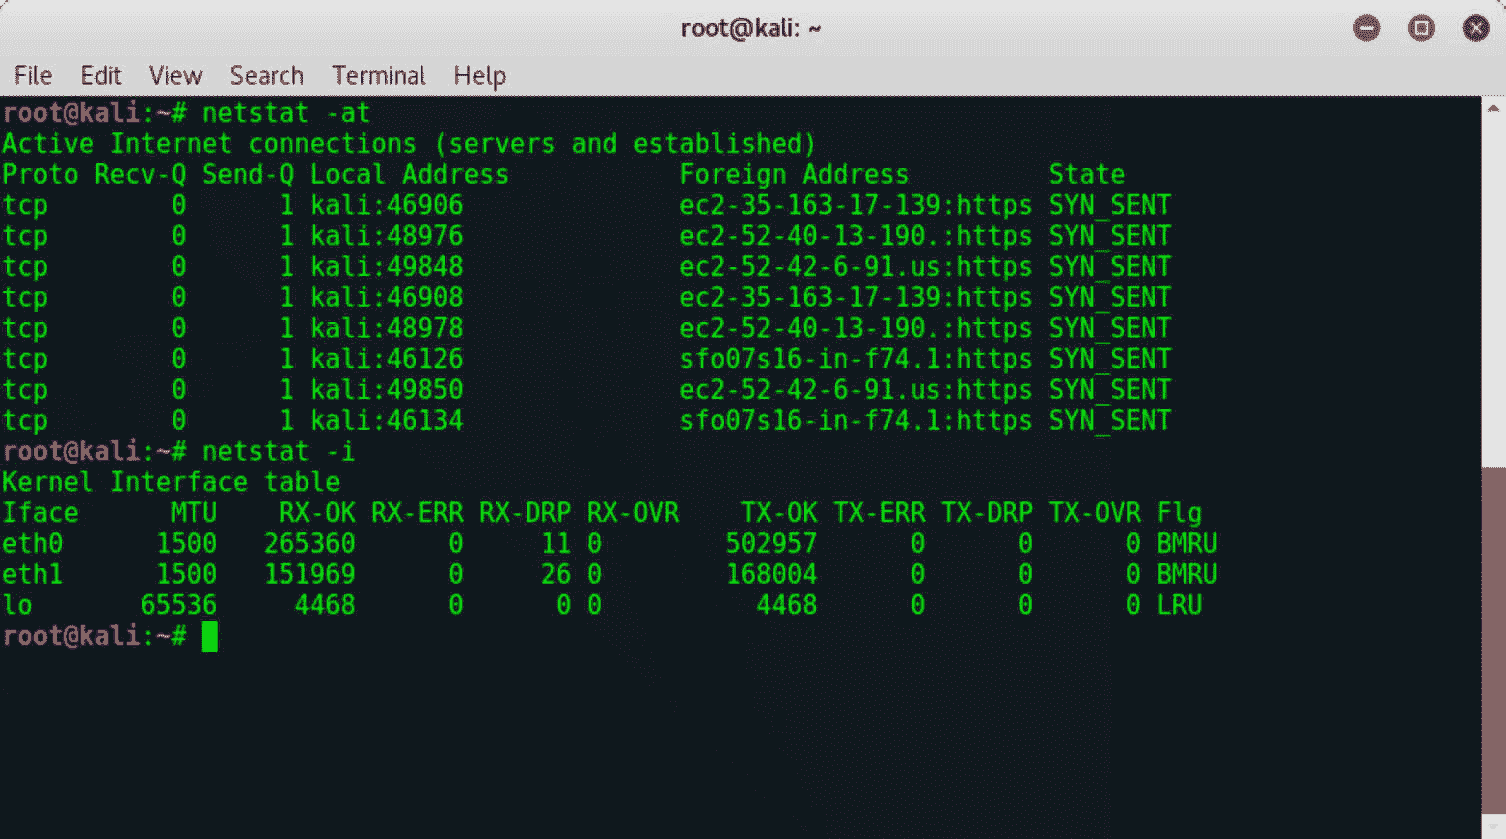 root@kali: ~
File Edit View Search Terminal Help
root@kali:~# netstat -at
Active Internet connections (servers and established)
Proto Recv-Q Send-Q Local Address           Foreign Address         State
tcp        0      1 kali:46906              ec2-35-163-17-139:https SYN_SENT
tcp        0      1 kali:48976              ec2-52-40-13-190.:https SYN_SENT
tcp        0      1 kali:49848              ec2-52-42-6-91.us:https SYN_SENT
tcp        0      1 kali:46908              ec2-35-163-17-139:https SYN_SENT
tcp        0      1 kali:48978              ec2-52-40-13-190.:https SYN_SENT
tcp        0      1 kali:46126              sfo07s16-in-f74.1:https SYN_SENT
tcp        0      1 kali:49850              ec2-52-42-6-91.us:https SYN_SENT
tcp        0      1 kali:46134              sfo07s16-in-f74.1:https SYN_SENT
root@kali:~# netstat -i
Kernel Interface table
Iface      MTU    RX-OK RX-ERR RX-DRP RX-OVR    TX-OK TX-ERR TX-DRP TX-OVR Flg
eth0      1500   265360      0     11 0        502957      0      0      0 BMRU
eth1      1500   151969      0     26 0        168004      0      0      0 BMRU
lo       65536     4468      0      0 0          4468      0      0      0 LRU
root@kali:~#